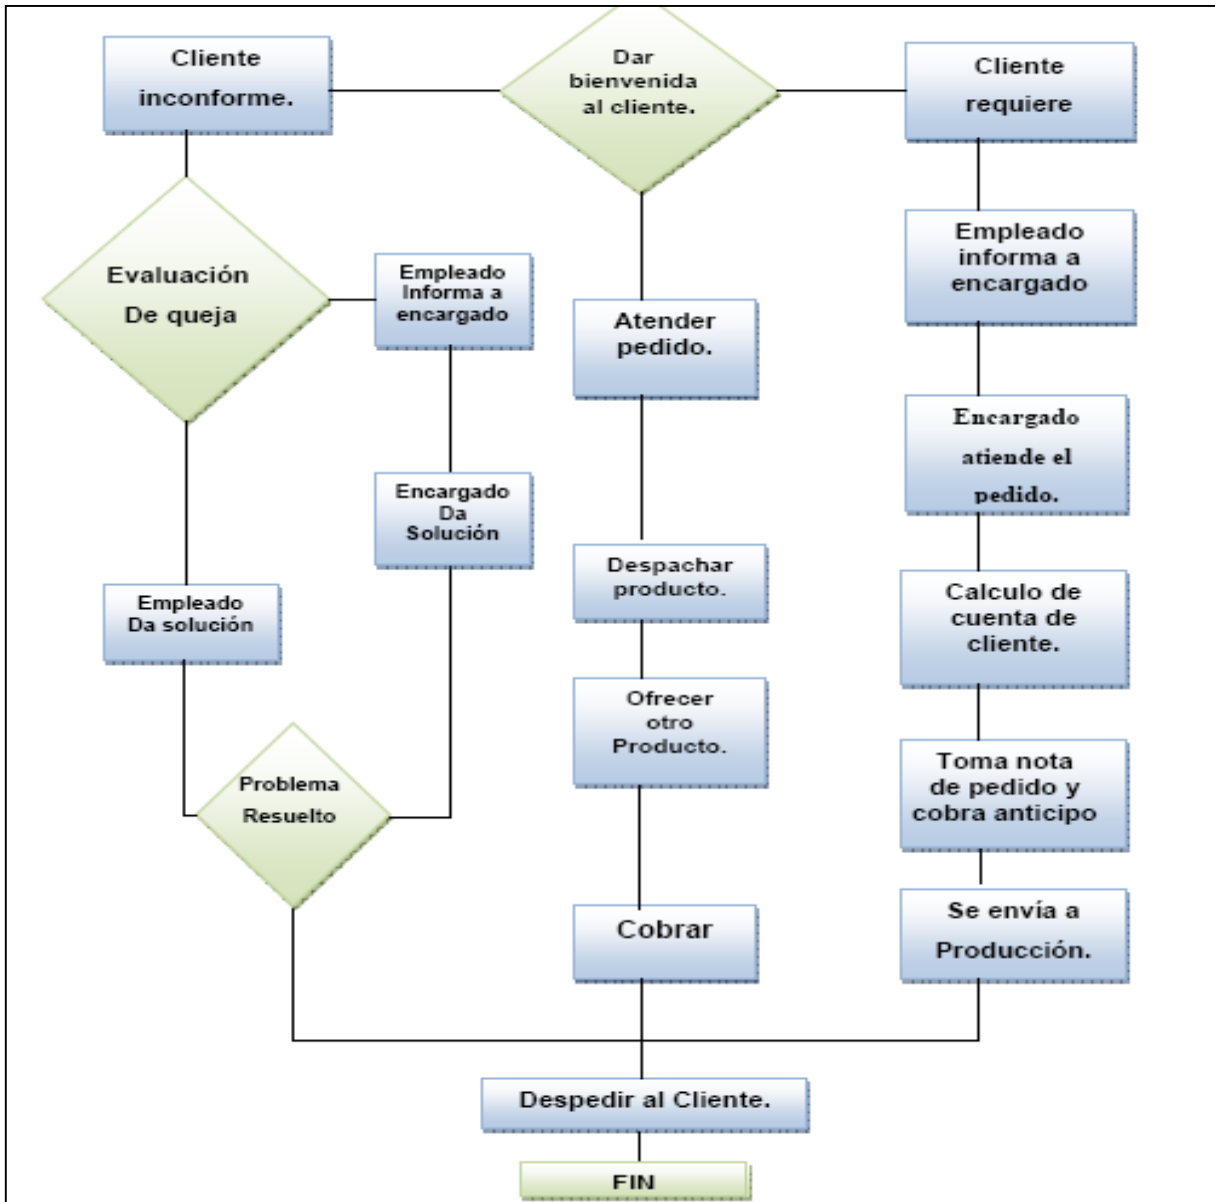 Cliente
inconforme.
Dar
bienvenida
al cliente.
Cliente
requiere
Evaluación
De queja
Empleado
Informa a
encargado
Atender
pedido.
Empleado
informa a
encargado
Encargado
atiende el
pedido.
Encargado
Da
Solución
Despachar
producto.
Calculo de
cuenta de
cliente.
Empleado
Da solución
Ofrecer
otro
Producto.
Problema
Resuelto
Toma nota
de pedido y
cobra anticipo
Cobrar
Se envía a
Producción.
Despedir al Cliente.
FIN